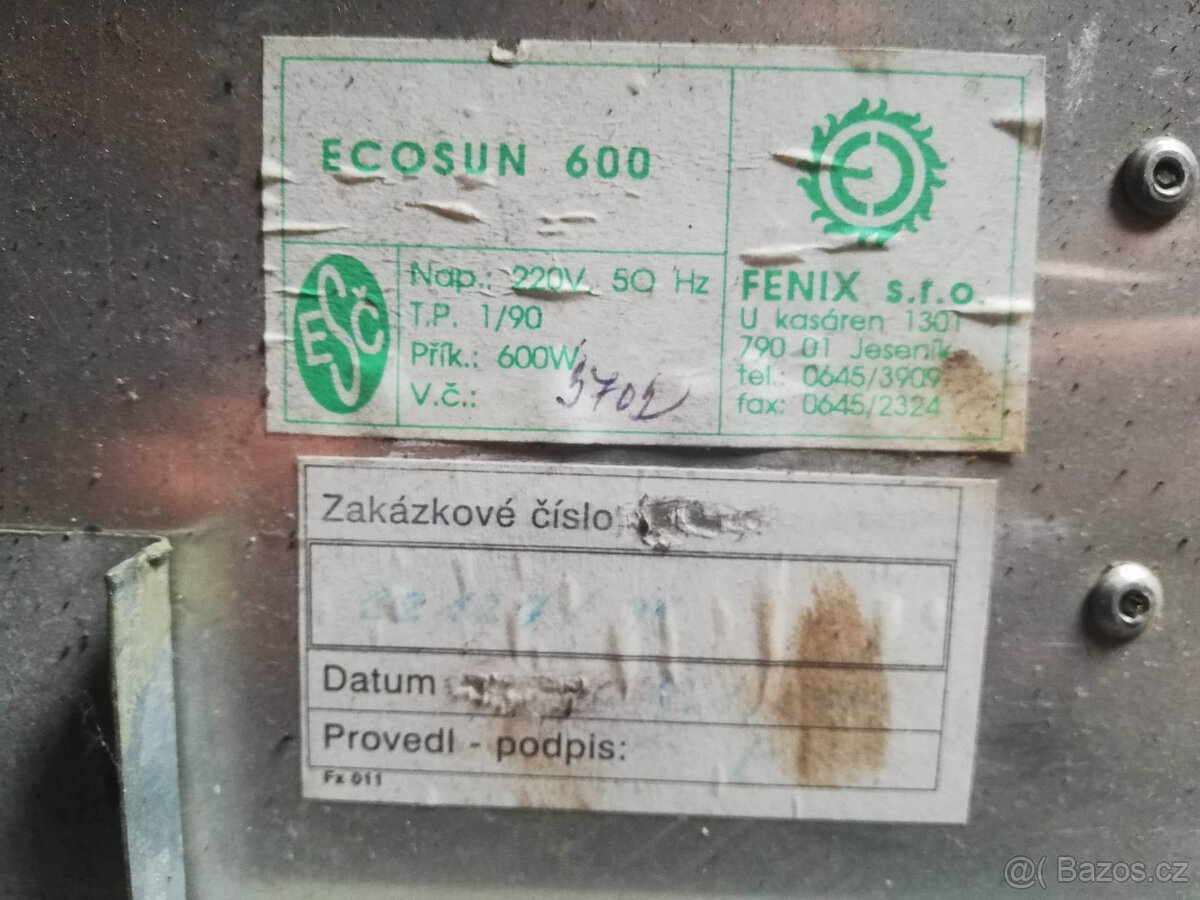 ECOSUN 600
ESČ
Nap.: 220V, 50 Hz
T.P. 1/90
Přík.: 600W
V.č.: 3702
FENIX s.r.o.
U kasáren 1301
790 01 Jeseník
tel.: 0645/3909
fax: 0645/2324
Zakázkové číslo
Datum
Provedl - podpis:
Fx 011
@( Bazos.cz